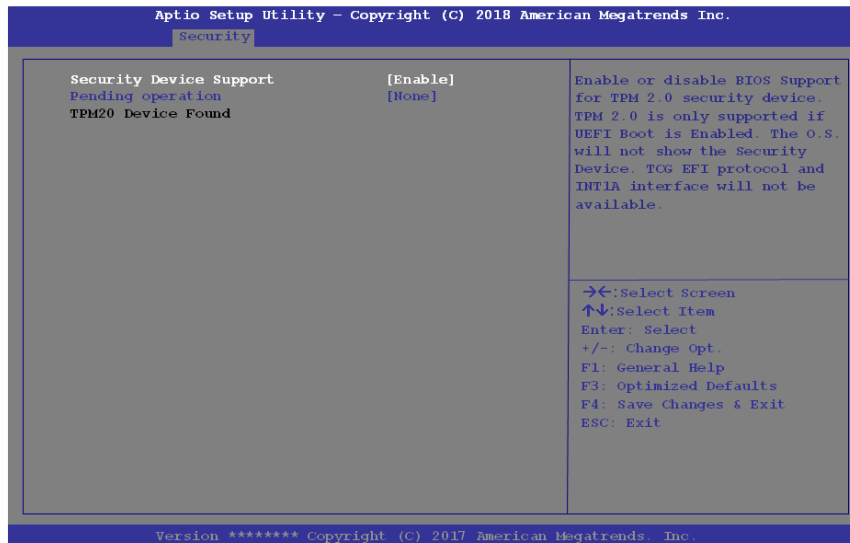 Aptio Setup Utility – Copyright (C) 2018 American Megatrends Inc.
Security
Security Device Support [Enable]
Pending operation [None]
TPM20 Device Found
Enable or disable BIOS Support
for TPM 2.0 security device.
TPM 2.0 is only supported if
UEFI Boot is Enabled. The O.S.
will not show the Security
Device. TCG EFI protocol and
INT1A interface will not be
available.
→←:Select Screen
↑↓:Select Item
Enter: Select
+/-: Change Opt.
F1: General Help
F3: Optimized Defaults
F4: Save Changes & Exit
ESC: Exit
Version ******** Copyright (C) 2017 American Megatrends. Inc.